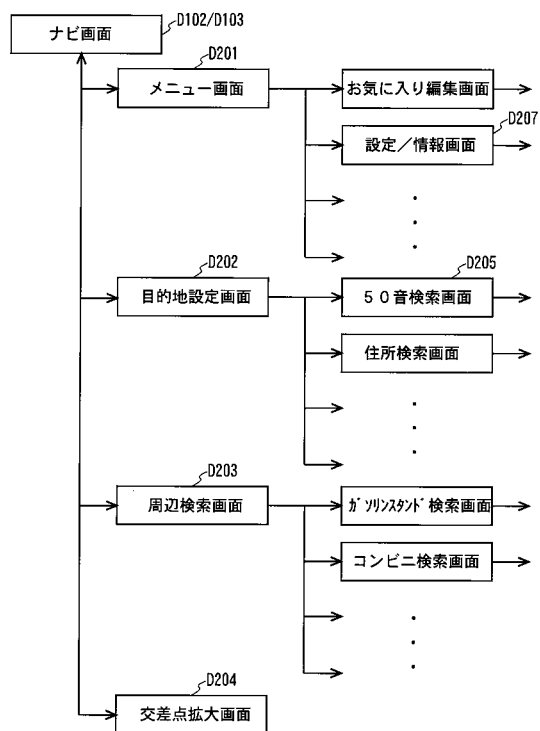 ナビ画面
D102/D103
D201
メニュー画面
お気に入り編集画面
D207
設定／情報画面
D202
目的地設定画面
D205
５０音検索画面
住所検索画面
D203
周辺検索画面
ｶﾞｿﾘﾝｽﾀﾝﾄﾞ検索画面
コンビニ検索画面
D204
交差点拡大画面